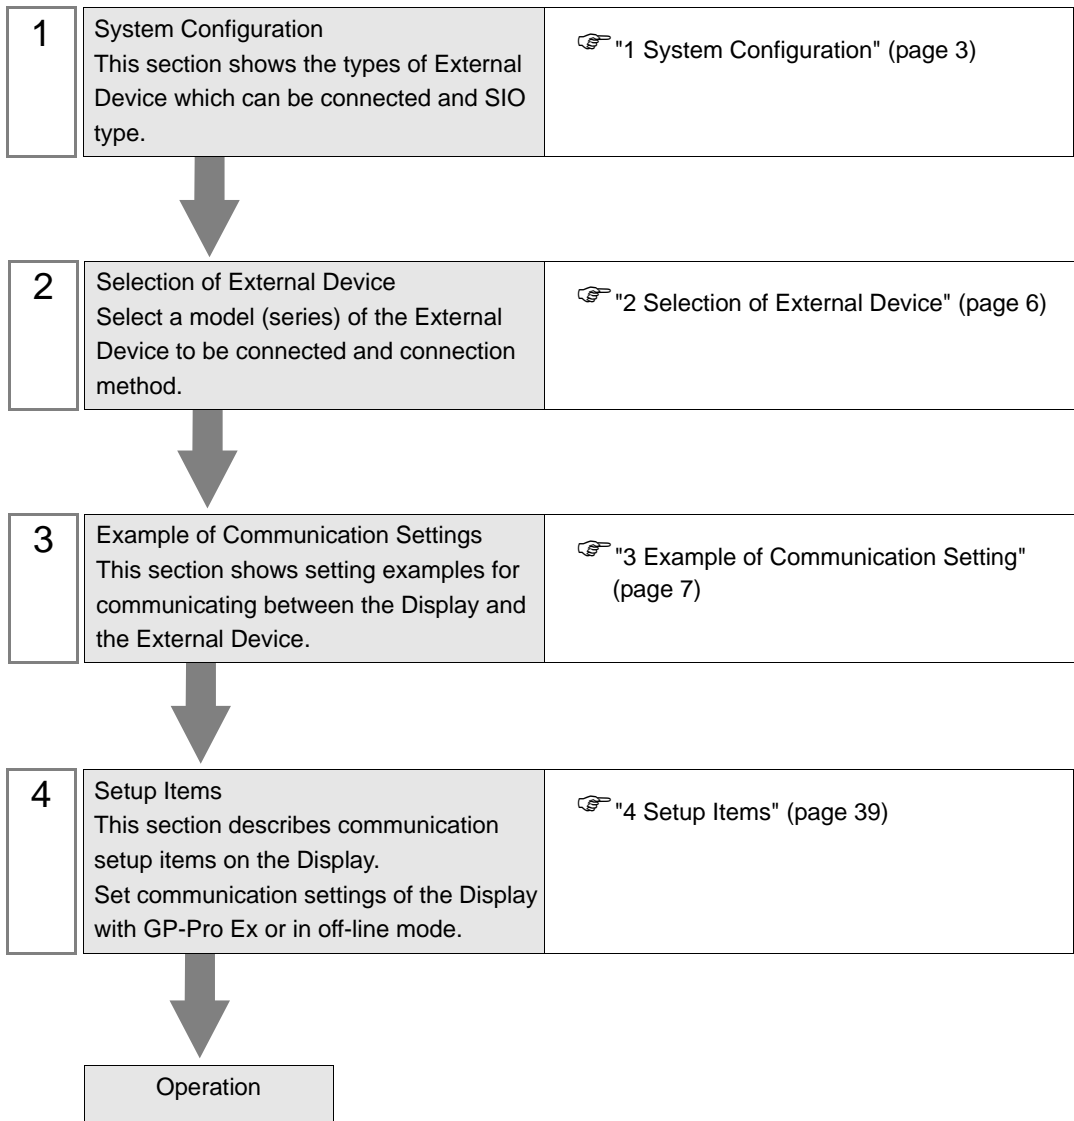 1
System Configuration
This section shows the types of External
Device which can be connected and SIO
type.
"1 System Configuration" (page 3)
2
Selection of External Device
Select a model (series) of the External
Device to be connected and connection
method.
"2 Selection of External Device" (page 6)
3
Example of Communication Settings
This section shows setting examples for
communicating between the Display and
the External Device.
"3 Example of Communication Setting"
(page 7)
4
Setup Items
This section describes communication
setup items on the Display.
Set communication settings of the Display
with GP-Pro Ex or in off-line mode.
"4 Setup Items" (page 39)
Operation